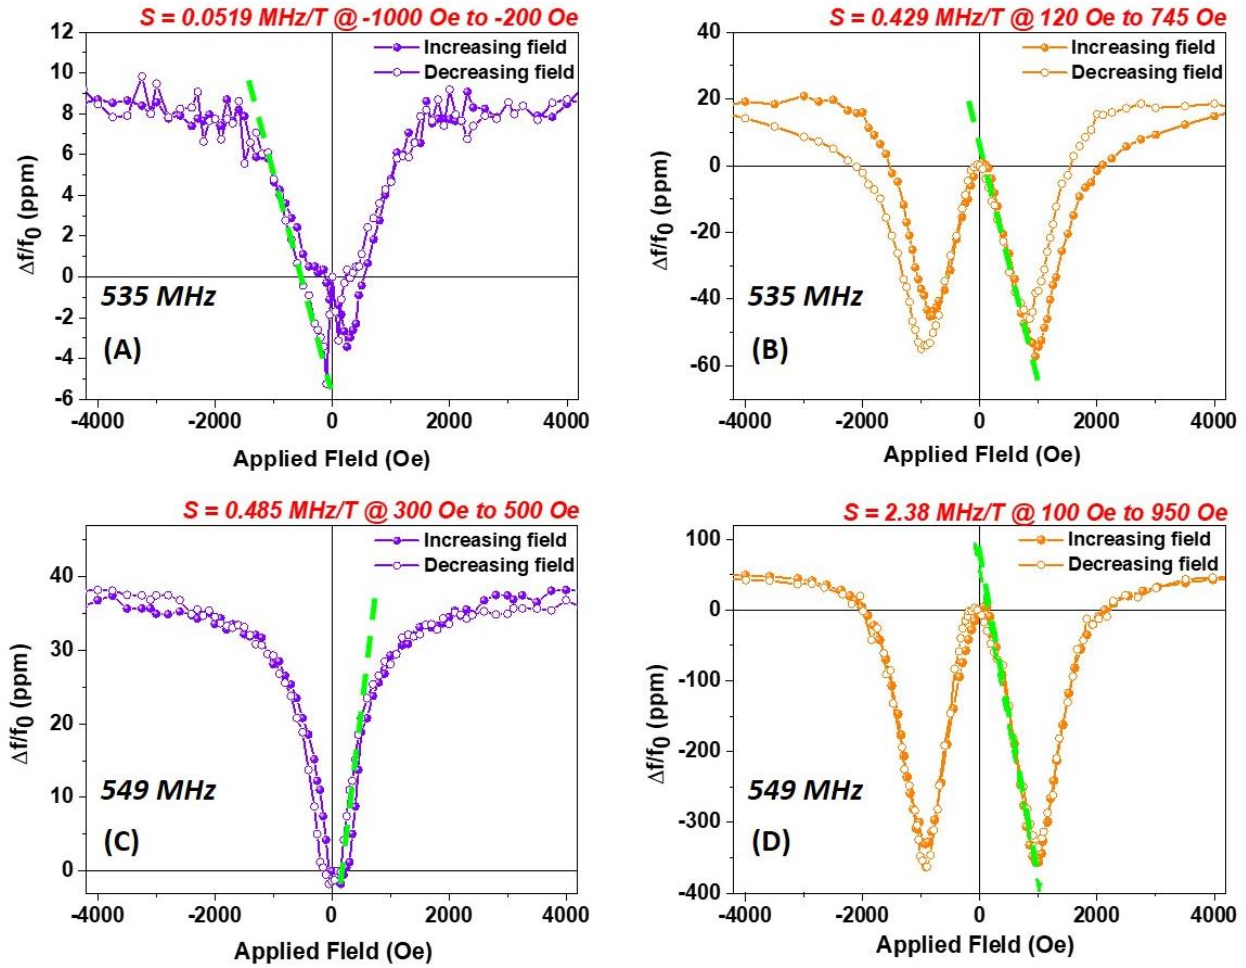 S = 0.0519 MHz/T @ -1000 Oe to -200 Oe
12
10
8
6
4
2
0
-2
-4
-6
Δf/f0 (ppm)
Increasing field
Decreasing field
535 MHz
(A)
-4000 -2000 0 2000 4000
Applied FIeld (Oe)
S = 0.429 MHz/T @ 120 Oe to 745 Oe
40
20
0
-20
-40
-60
Δf/f0 (ppm)
Increasing field
Decreasing field
535 MHz
(B)
-4000 -2000 0 2000 4000
Applied FIeld (Oe)
S = 0.485 MHz/T @ 300 Oe to 500 Oe
40
30
20
10
0
Δf/f0 (ppm)
Increasing field
Decreasing field
549 MHz
(C)
-4000 -2000 0 2000 4000
Applied FIeld (Oe)
S = 2.38 MHz/T @ 100 Oe to 950 Oe
100
0
-100
-200
-300
-400
Δf/f0 (ppm)
Increasing field
Decreasing field
549 MHz
(D)
-4000 -2000 0 2000 4000
Applied FIeld (Oe)